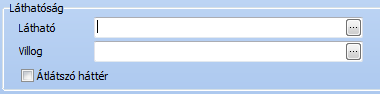 Láthatóság
Látható
...
Villog
...
Átlátszó háttér